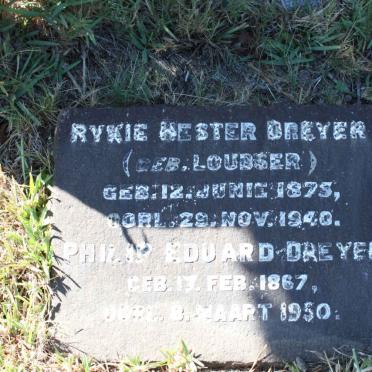 RYKIE HESTER DREYER
(GEB. LOUBSER)
GEB. 12. JUNIE 1875,
OORL. 29. NOV. 1940.
PHILIP EDUARD DREYER
GEB. 17. FEB. 1867,
OORL. 8. MAART 1950.